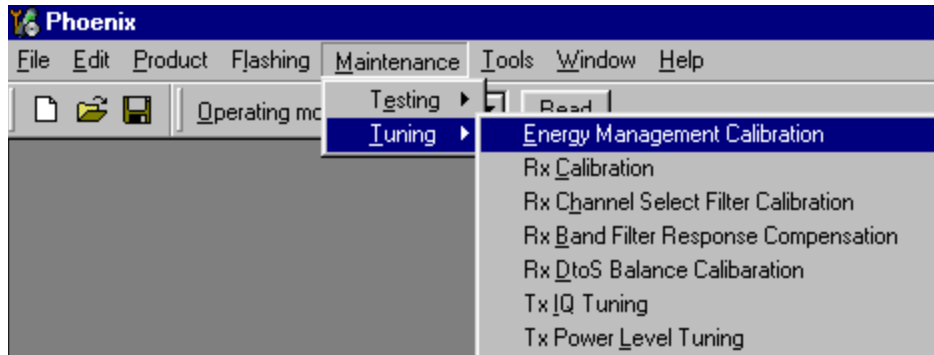 Phoenix
File Edit Product Flashing Maintenance Tools Window Help
Operating mo Testing Read
Tuning Energy Management Calibration
Rx Calibration
Rx Channel Select Filter Calibration
Rx Band Filter Response Compensation
Rx DtoS Balance Calibaration
Tx IQ Tuning
Tx Power Level Tuning